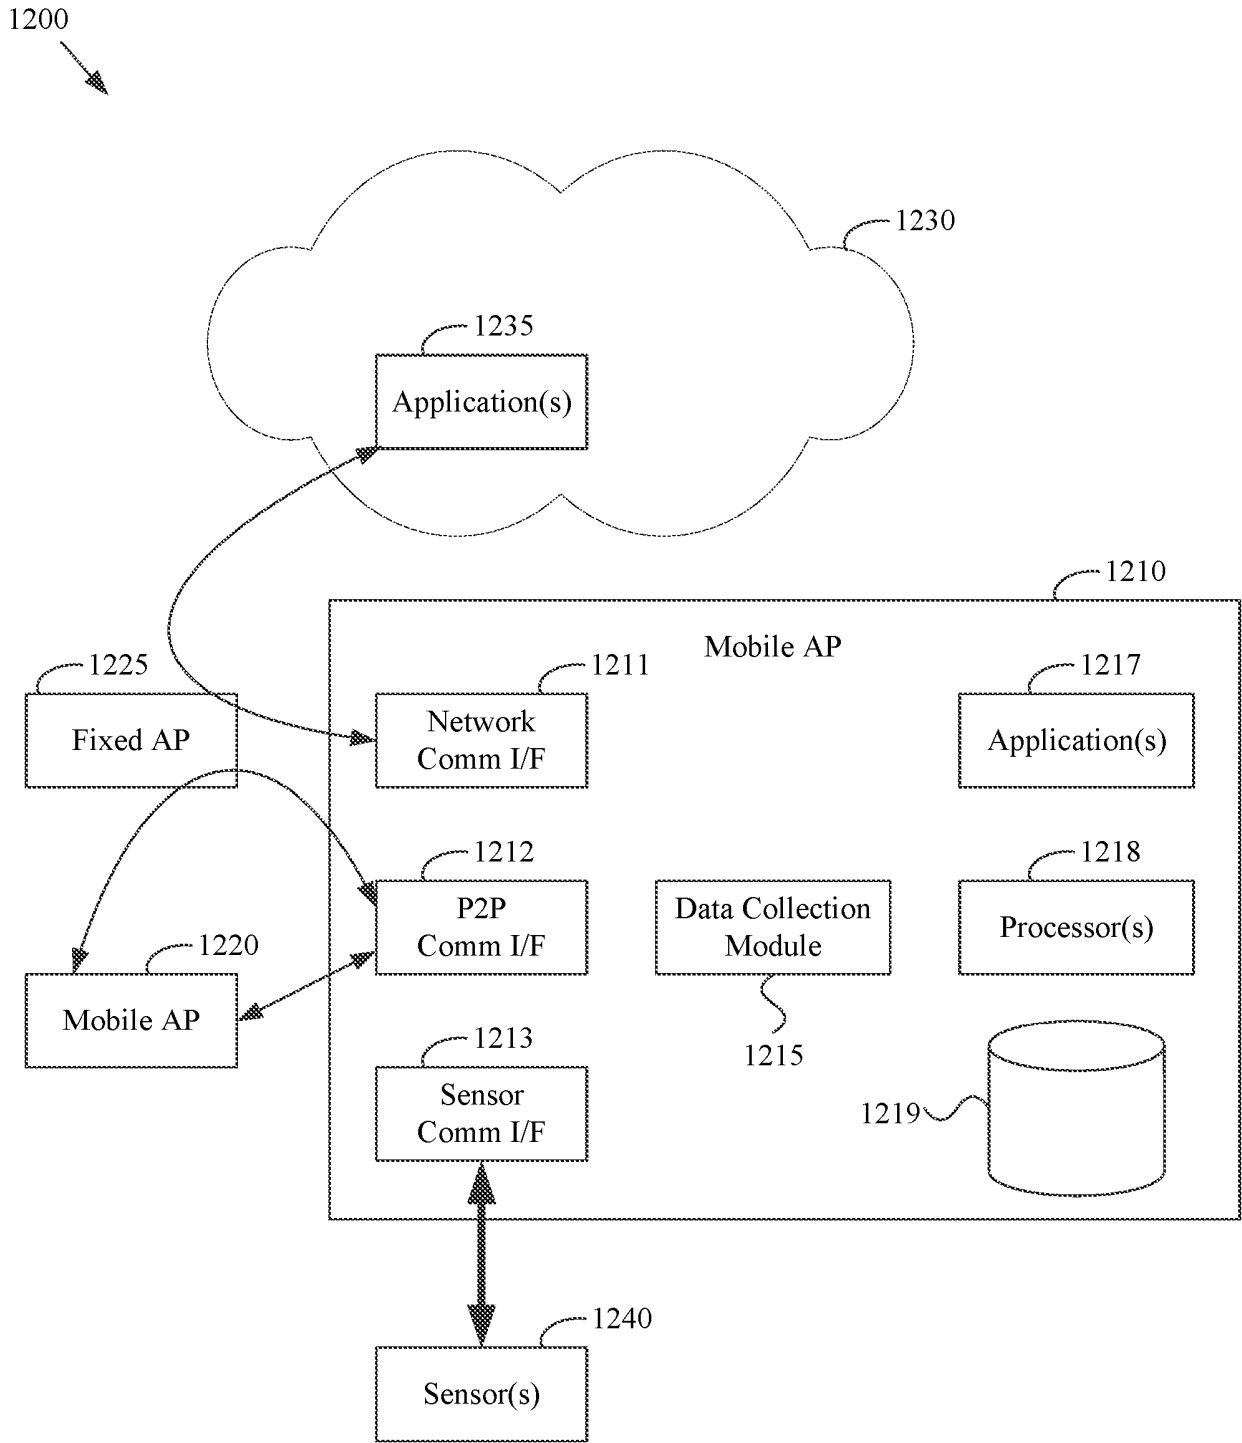 1200
1230
1235
Application(s)
1210
Mobile AP
1225
Fixed AP
1211
Network
Comm I/F
1217
Application(s)
1212
P2P
Comm I/F
Data Collection
Module
1215
1218
Processor(s)
1220
Mobile AP
1213
Sensor
Comm I/F
1219
1240
Sensor(s)